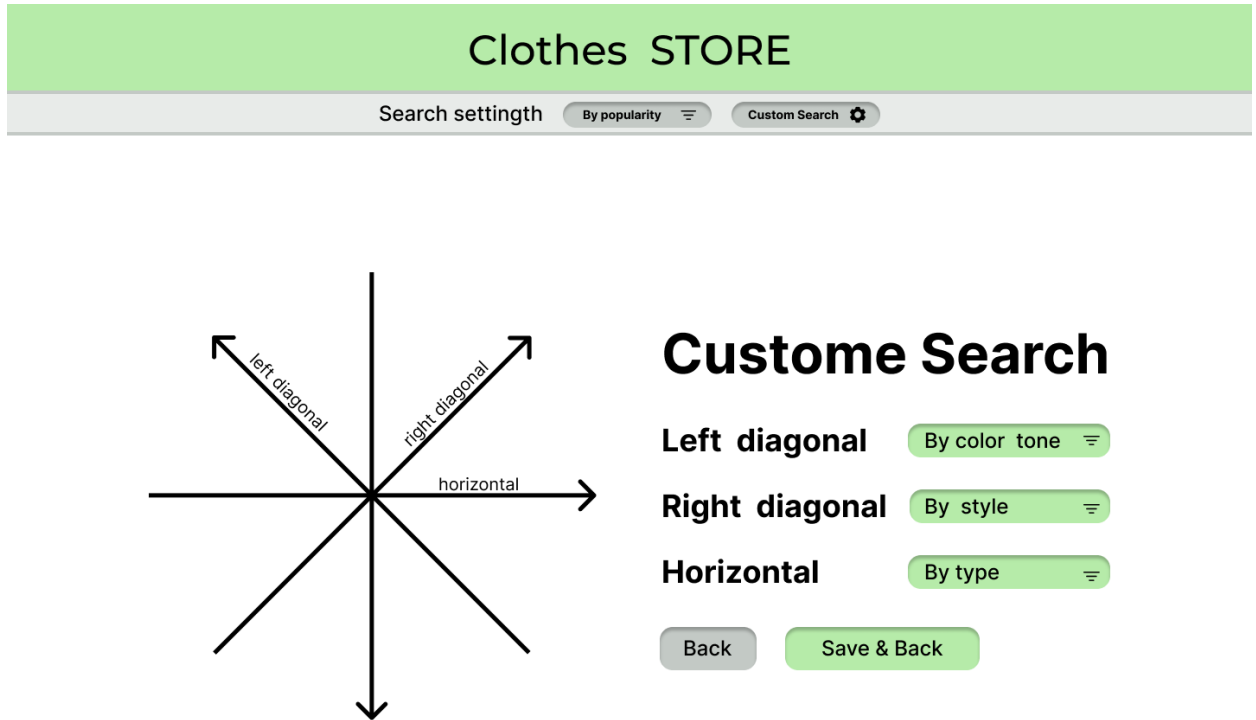 Clothes STORE
Search settingth By popularity Custom Search
left diagonal
right diagonal
horizontal
Custome Search
Left diagonal By color tone
Right diagonal By style
Horizontal By type
Back Save & Back